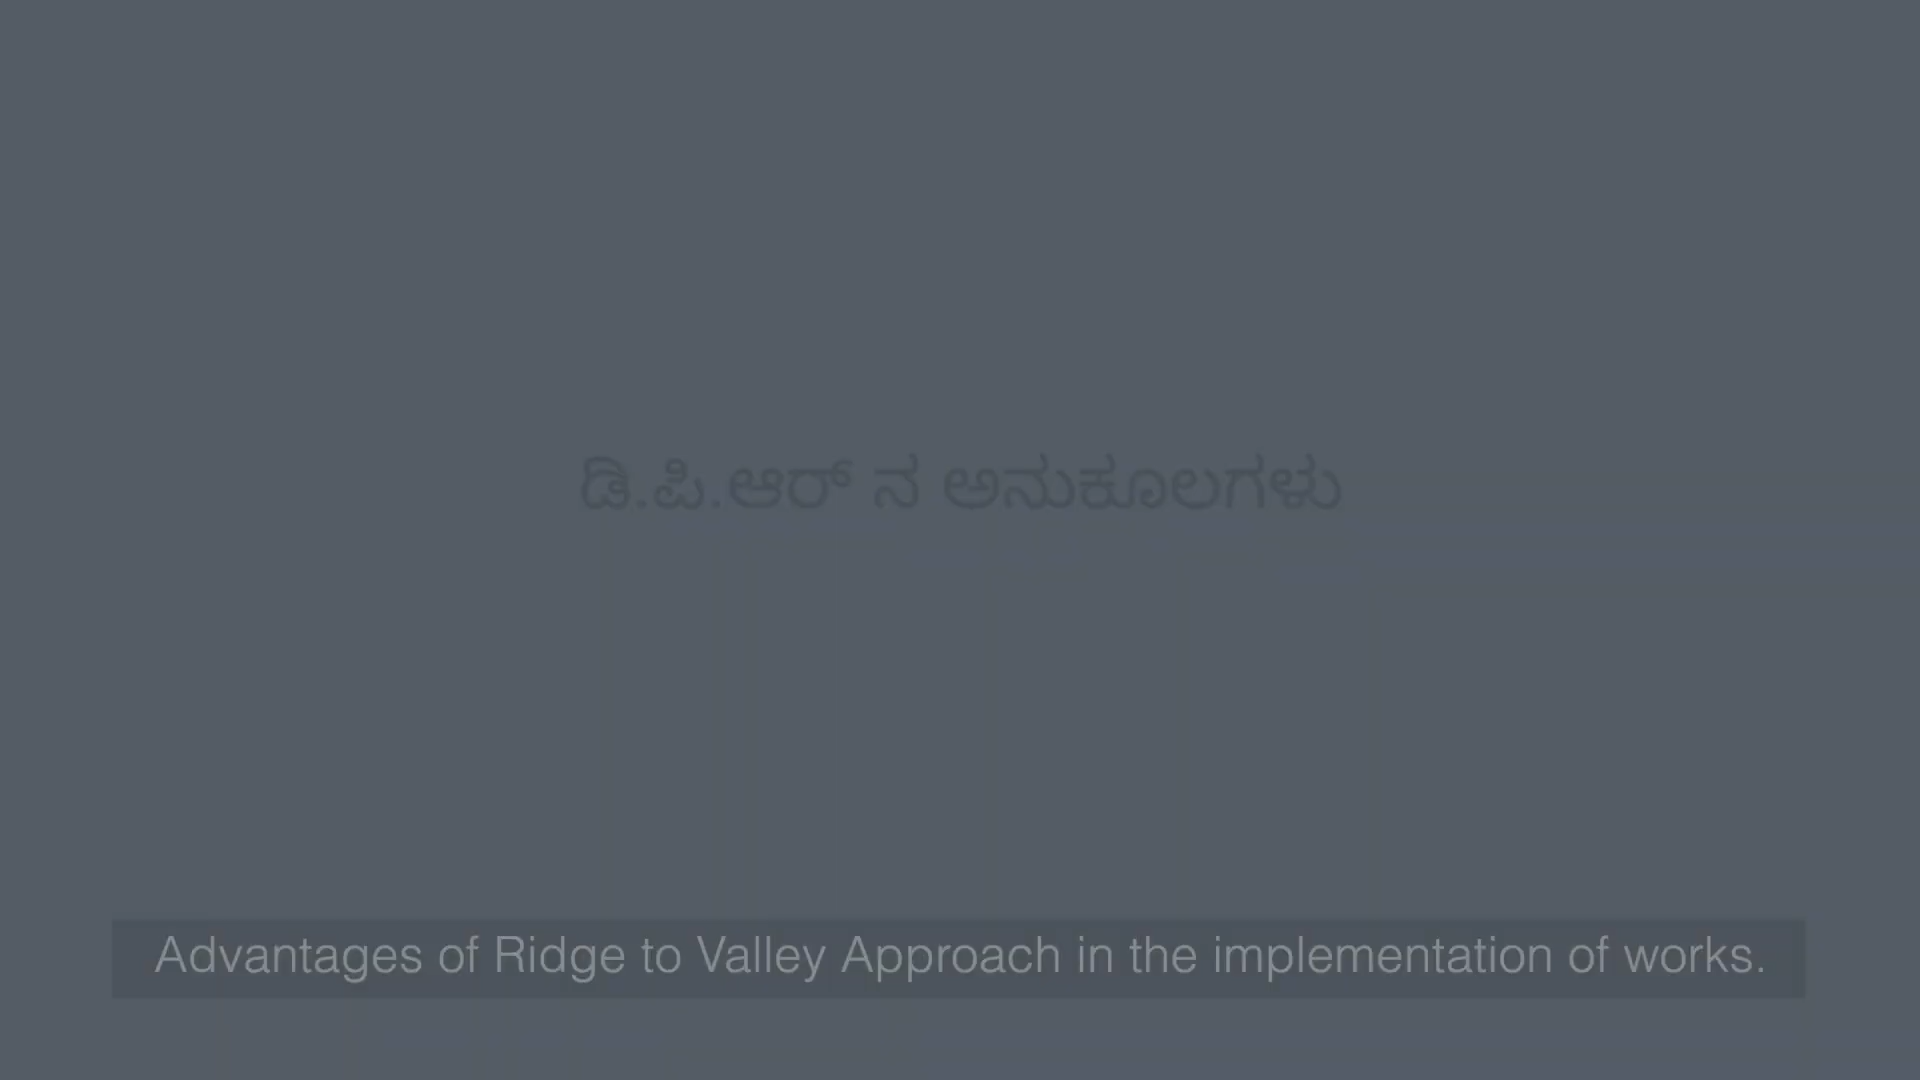 ಡಿ.ಪಿ.ಆರ್ ನ ಅನುಕೂಲಗಳು
Advantages of Ridge to Valley Approach in the implementation of works.